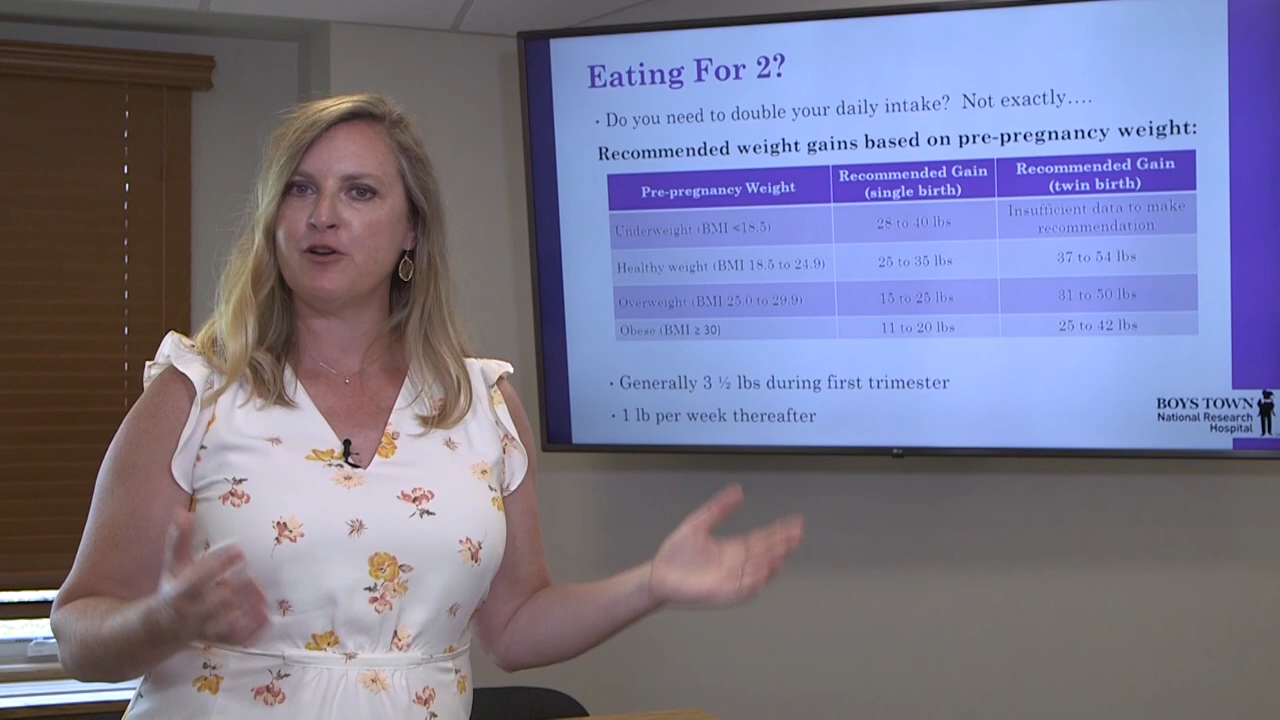 Eating For 2?
· Do you need to double your daily intake? Not exactly….
Recommended weight gains based on pre-pregnancy weight:
Pre-pregnancy Weight
Recommended Gain
(single birth)
Recommended Gain
(twin birth)
Underweight (BMI <18.5)
28 to 40 lbs
Insufficient data to make
recommendation
Healthy weight (BMI 18.5 to 24.9)
25 to 35 lbs
37 to 54 lbs
Overweight (BMI 25.0 to 29.9)
15 to 25 lbs
31 to 50 lbs
Obese (BMI ≥ 30)
11 to 20 lbs
25 to 42 lbs
· Generally 3 ½ lbs during first trimester
· 1 lb per week thereafter
BOYS TOWN
National Research
Hospital
LG